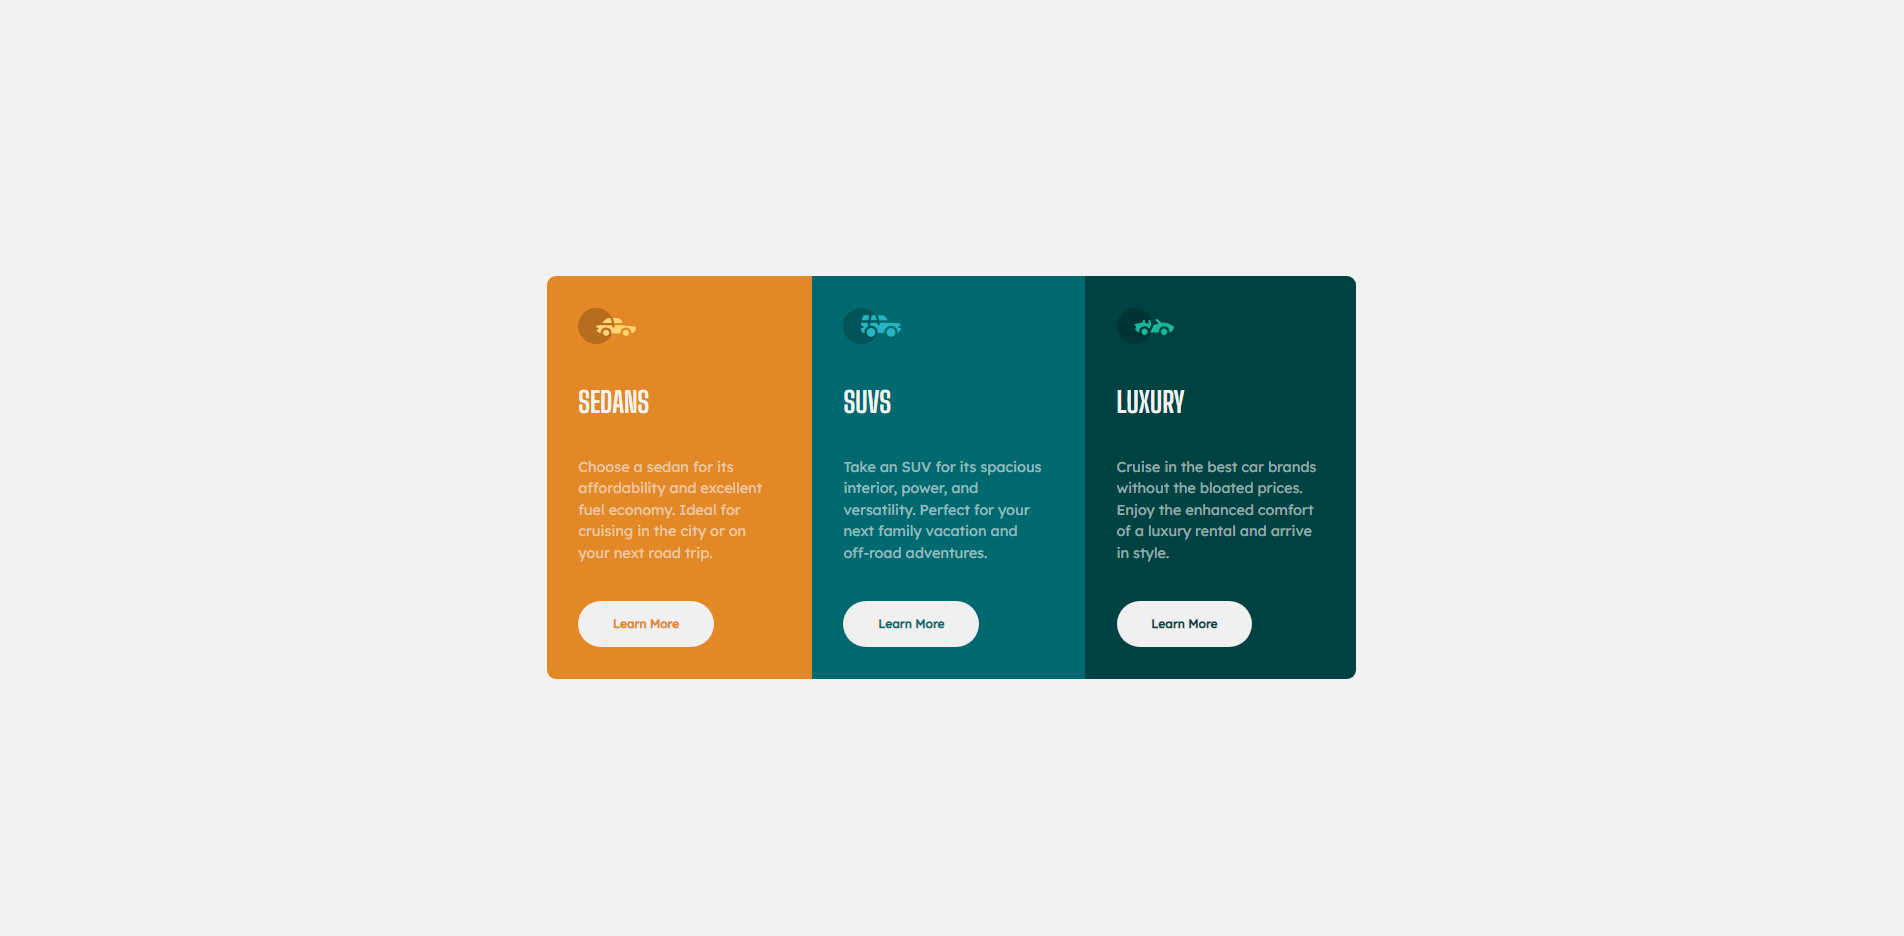 SEDANS
Choose a sedan for its
affordability and excellent
fuel economy. Ideal for
cruising in the city or on
your next road trip.
Learn More
SUVS
Take an SUV for its spacious
interior, power, and
versatility. Perfect for your
next family vacation and
off-road adventures.
Learn More
LUXURY
Cruise in the best car brands
without the bloated prices.
Enjoy the enhanced comfort
of a luxury rental and arrive
in style.
Learn More